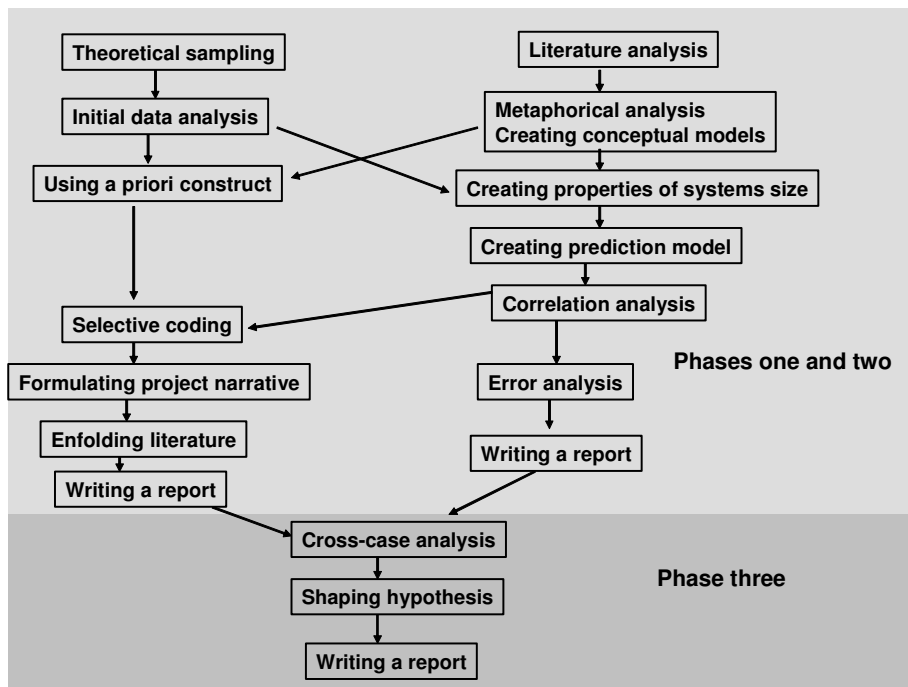 Theoretical sampling
Literature analysis
Initial data analysis
Metaphorical analysis
Creating conceptual models
Using a priori construct
Creating properties of systems size
Creating prediction model
Correlation analysis
Selective coding
Phases one and two
Formulating project narrative
Error analysis
Enfolding literature
Writing a report
Writing a report
Cross-case analysis
Phase three
Shaping hypothesis
Writing a report